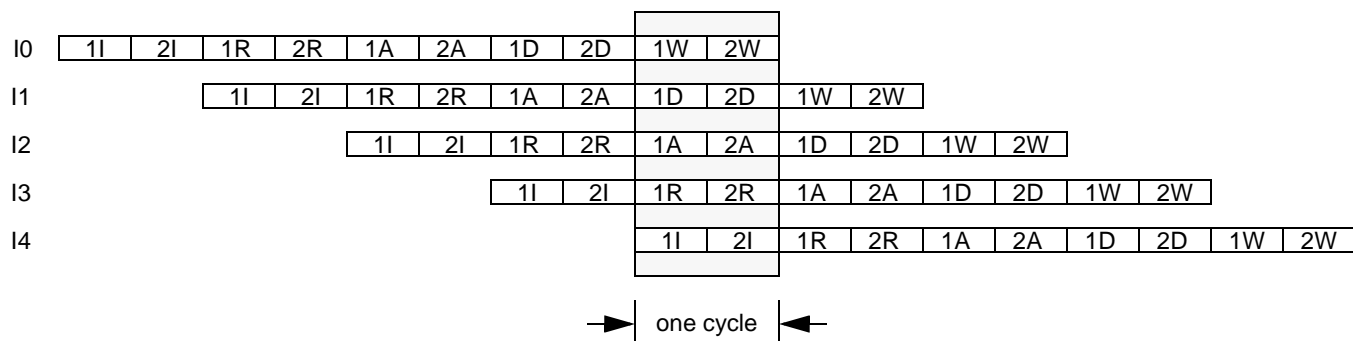 I0 1I 2I 1R 2R 1A 2A 1D 2D 1W 2W
I1 1I 2I 1R 2R 1A 2A 1D 2D 1W 2W
I2 1I 2I 1R 2R 1A 2A 1D 2D 1W 2W
I3 1I 2I 1R 2R 1A 2A 1D 2D 1W 2W
I4 1I 2I 1R 2R 1A 2A 1D 2D 1W 2W
one cycle